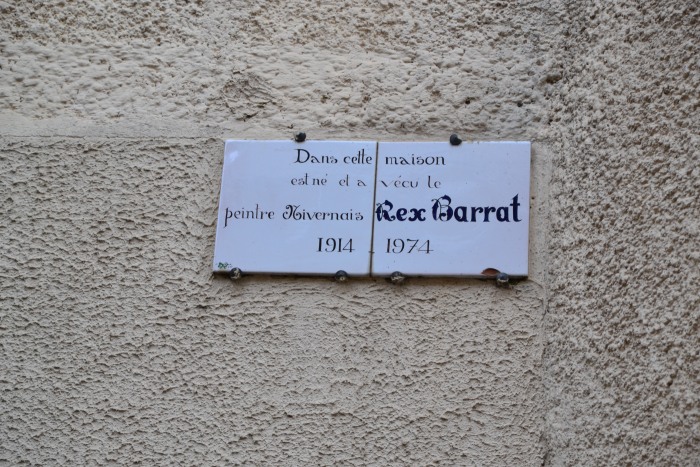 Dans cette maison
est né et a vécu le
peintre Nivernais Rex Barrat
1914 1974